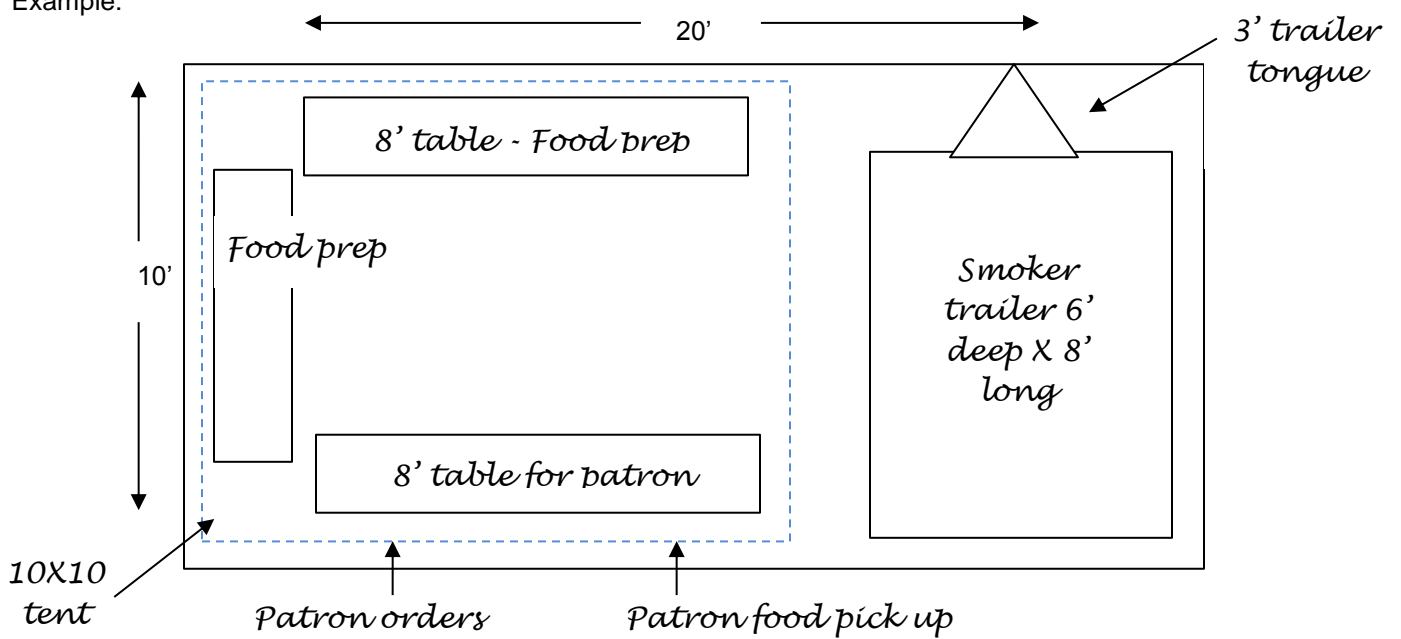 Example:
20'
3' trailer
tongue
8' table - Food prep
Food prep
10'
Smoker
trailer 6'
deep X 8'
long
8' table for patron
10X10
tent
Patron orders
Patron food pick up